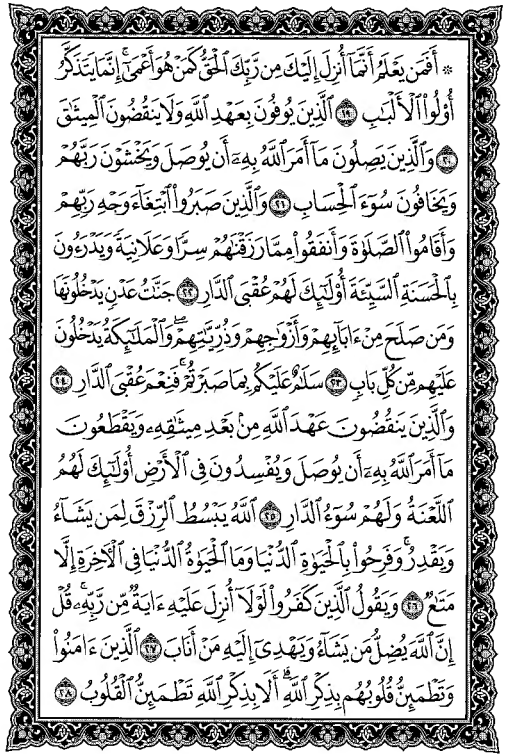 ۞ أَفَمَن يَعْلَمُ أَنَّمَآ أُنزِلَ إِلَيْكَ مِن رَّبِّكَ ٱلْحَقُّ كَمَنْ هُوَ أَعْمَىٰٓ ۚ إِنَّمَا يَتَذَكَّرُ
أُو۟لُوا۟ ٱلْأَلْبَٰبِ ١٩ ٱلَّذِينَ يُوفُونَ بِعَهْدِ ٱللَّهِ وَلَا يَنقُضُونَ ٱلْمِيثَٰقَ
٢٠ وَٱلَّذِينَ يَصِلُونَ مَآ أَمَرَ ٱللَّهُ بِهِۦٓ أَن يُوصَلَ وَيَخْشَوْنَ رَبَّهُمْ
وَيَخَافُونَ سُوٓءَ ٱلْحِسَابِ ٢١ وَٱلَّذِينَ صَبَرُوا۟ ٱبْتِغَآءَ وَجْهِ رَبِّهِمْ
وَأَقَامُوا۟ ٱلصَّلَوٰةَ وَأَنفَقُوا۟ مِمَّا رَزَقْنَٰهُمْ سِرًّا وَعَلَانِيَةً وَيَدْرَءُونَ
بِٱلْحَسَنَةِ ٱلسَّيِّئَةَ أُو۟لَٰٓئِكَ لَهُمْ عُقْبَى ٱلدَّارِ ٢٢ جَنَّٰتُ عَدْنٍ يَدْخُلُونَهَا
وَمَن صَلَحَ مِنْ ءَابَآئِهِمْ وَأَزْوَٰجِهِمْ وَذُرِّيَّٰتِهِمْ ۖ وَٱلْمَلَٰٓئِكَةُ يَدْخُلُونَ
عَلَيْهِم مِّن كُلِّ بَابٍ ٢٣ سَلَٰمٌ عَلَيْكُم بِمَا صَبَرْتُمْ ۚ فَنِعْمَ عُقْبَى ٱلدَّارِ ٢٤
وَٱلَّذِينَ يَنقُضُونَ عَهْدَ ٱللَّهِ مِنۢ بَعْدِ مِيثَٰقِهِۦ وَيَقْطَعُونَ
مَآ أَمَرَ ٱللَّهُ بِهِۦٓ أَن يُوصَلَ وَيُفْسِدُونَ فِى ٱلْأَرْضِ أُو۟لَٰٓئِكَ لَهُمُ
ٱللَّعْنَةُ وَلَهُمْ سُوٓءُ ٱلدَّارِ ٢٥ ٱللَّهُ يَبْسُطُ ٱلرِّزْقَ لِمَن يَشَآءُ
وَيَقْدِرُ ۚ وَفَرِحُوا۟ بِٱلْحَيَوٰةِ ٱلدُّنْيَا وَمَا ٱلْحَيَوٰةُ ٱلدُّنْيَا فِى ٱلْءَاخِرَةِ إِلَّا
مَتَٰعٌ ٢٦ وَيَقُولُ ٱلَّذِينَ كَفَرُوا۟ لَوْلَآ أُنزِلَ عَلَيْهِ ءَايَةٌ مِّن رَّبِّهِۦ ۗ قُلْ
إِنَّ ٱللَّهَ يُضِلُّ مَن يَشَآءُ وَيَهْدِىٓ إِلَيْهِ مَنْ أَنَابَ ٢٧ ٱلَّذِينَ ءَامَنُوا۟
وَتَطْمَئِنُّ قُلُوبُهُم بِذِكْرِ ٱللَّهِ ۗ أَلَا بِذِكْرِ ٱللَّهِ تَطْمَئِنُّ ٱلْقُلُوبُ ٢٨